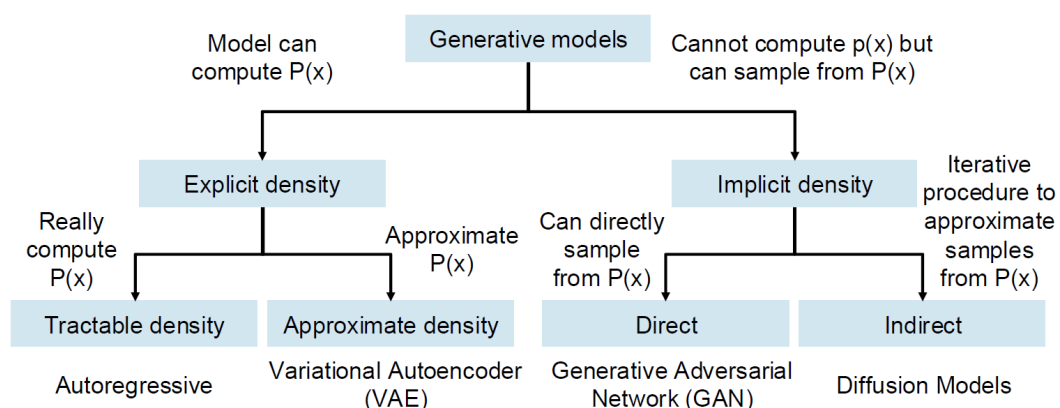 Generative models
Model can
compute P(x)
Cannot compute p(x) but
can sample from P(x)
Explicit density
Implicit density
Really
compute
P(x)
Approximate
P(x)
Can directly
sample
from P(x)
Iterative
procedure to
approximate
samples
from P(x)
Tractable density
Approximate density
Direct
Indirect
Autoregressive
Variational Autoencoder
(VAE)
Generative Adversarial
Network (GAN)
Diffusion Models